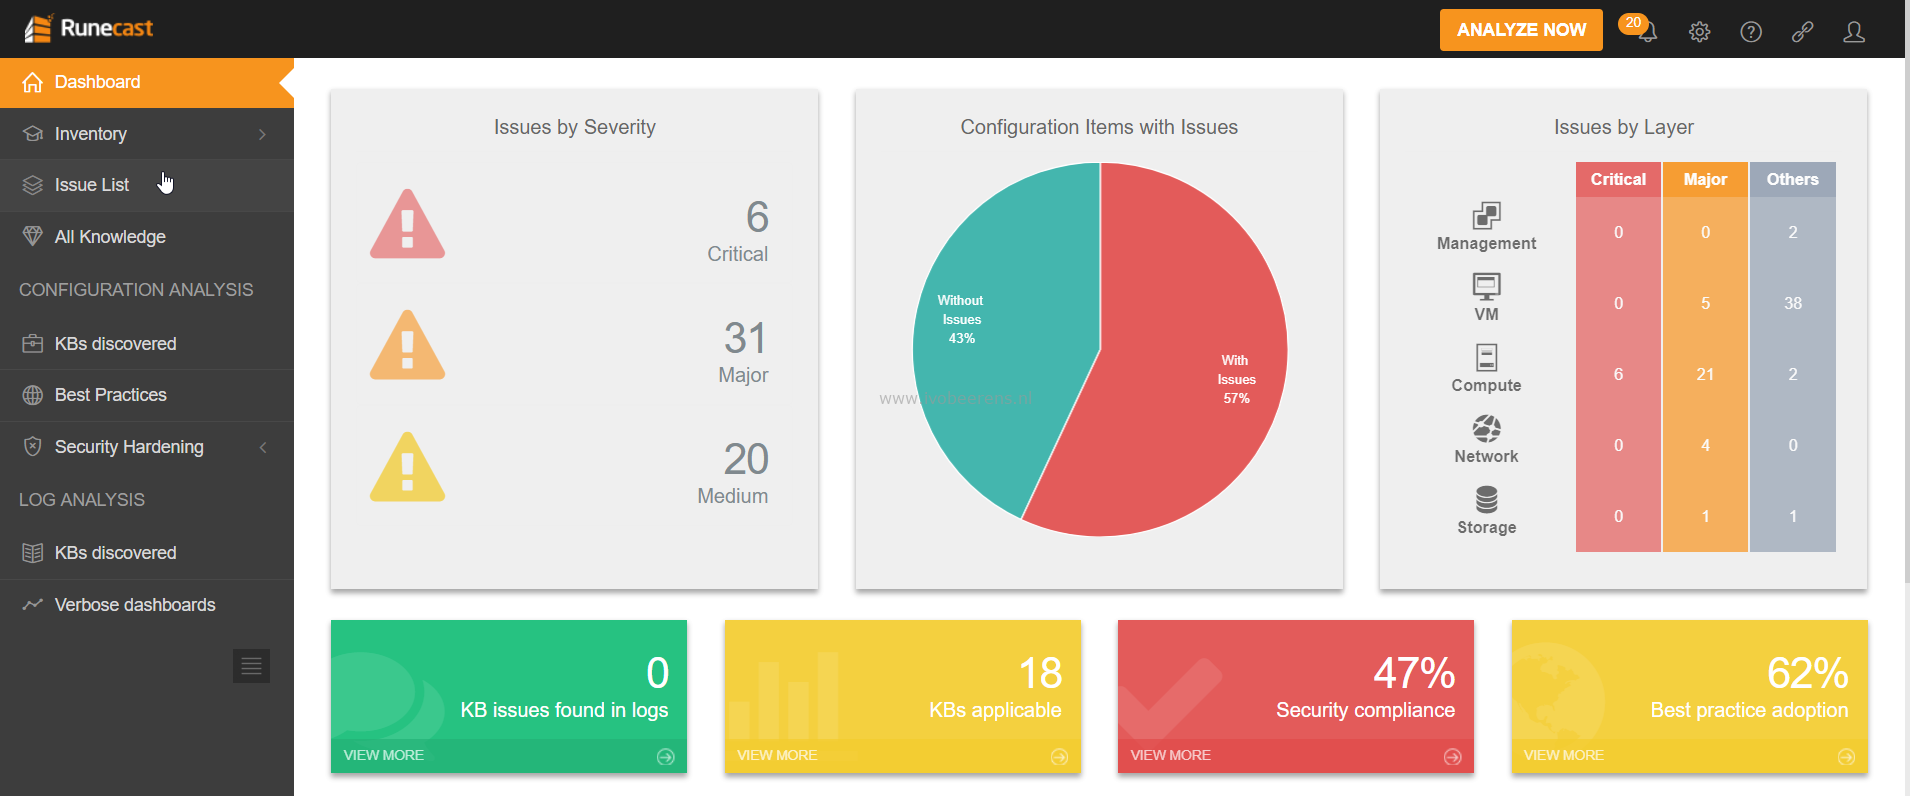 Runecast
ANALYZE NOW
20
Dashboard
Inventory
Issue List
All Knowledge
CONFIGURATION ANALYSIS
KBs discovered
Best Practices
Security Hardening
LOG ANALYSIS
KBs discovered
Verbose dashboards
Issues by Severity
6
Critical
31
Major
20
Medium
Configuration Items with Issues
Without
Issues
43%
With
Issues
57%
Issues by Layer
Critical Major Others
Management 0 0 2
VM 0 5 38
Compute 6 21 2
Network 0 4 0
Storage 0 1 1
0
KB issues found in logs
VIEW MORE
18
KBs applicable
VIEW MORE
47%
Security compliance
VIEW MORE
62%
Best practice adoption
VIEW MORE